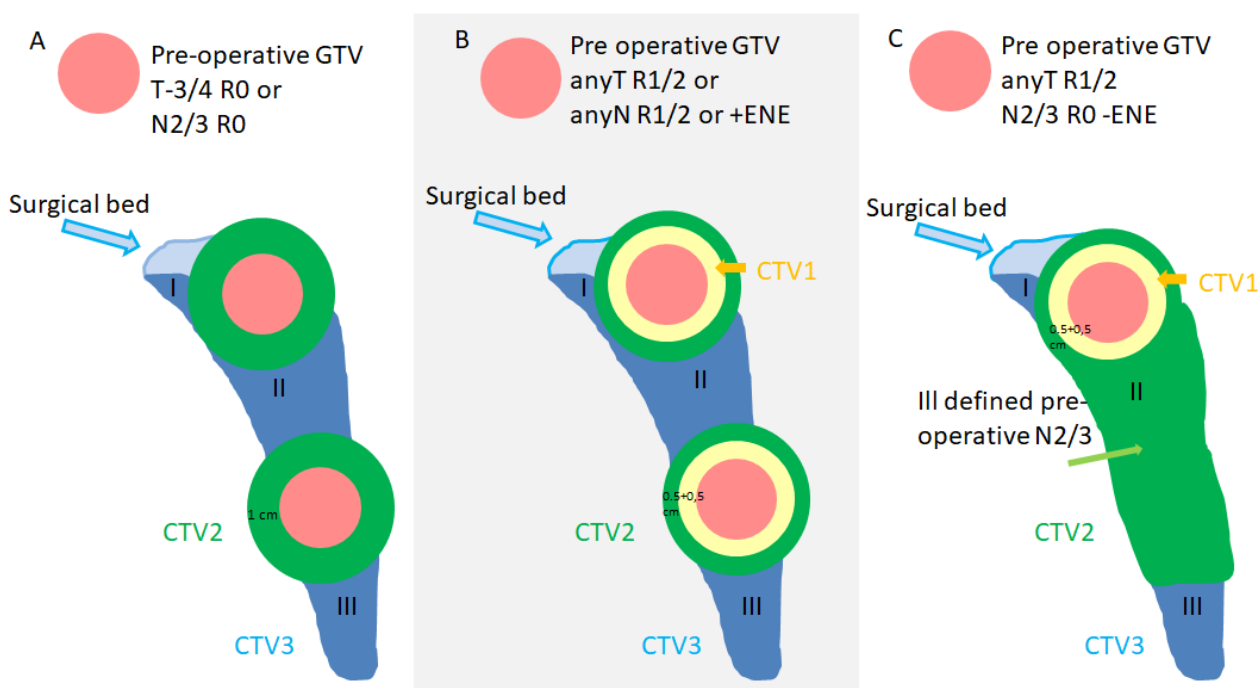 A
Pre-operative GTV
T-3/4 R0 or
N2/3 R0
Surgical bed
I
II
1 cm
CTV2
III
CTV3
B
Pre operative GTV
anyT R1/2 or
anyN R1/2 or +ENE
Surgical bed
CTV1
I
II
0.5+0,5
cm
CTV2
III
CTV3
C
Pre operative GTV
anyT R1/2
N2/3 R0 -ENE
Surgical bed
CTV1
I
0.5+0,5
cm
II
Ill defined pre-
operative N2/3
CTV2
III
CTV3